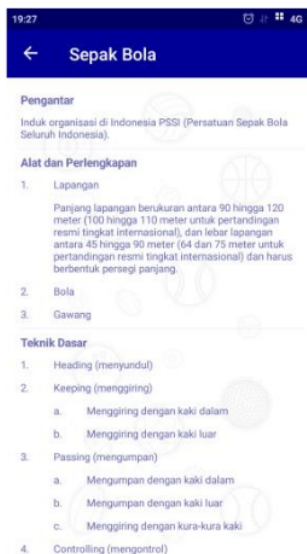 19:27
4G
Sepak Bola
Pengantar
Induk organisasi di Indonesia PSSI (Persatuan Sepak Bola
Seluruh Indonesia).
Alat dan Perlengkapan
1. Lapangan
Panjang lapangan berukuran antara 90 hingga 120
meter (100 hingga 110 meter untuk pertandingan
resmi tingkat internasional), dan lebar lapangan
antara 45 hingga 90 meter (64 dan 75 meter untuk
pertandingan resmi tingkat internasional) dan harus
berbentuk persegi panjang.
2. Bola
3. Gawang
Teknik Dasar
1. Heading (menyundul)
2. Keeping (menggiring)
a. Menggiring dengan kaki dalam
b. Menggiring dengan kaki luar
3. Passing (mengumpan)
a. Mengumpan dengan kaki dalam
b. Mengumpan dengan kaki luar
c. Menggiring dengan kura-kura kaki
4. Controlling (mengontrol)